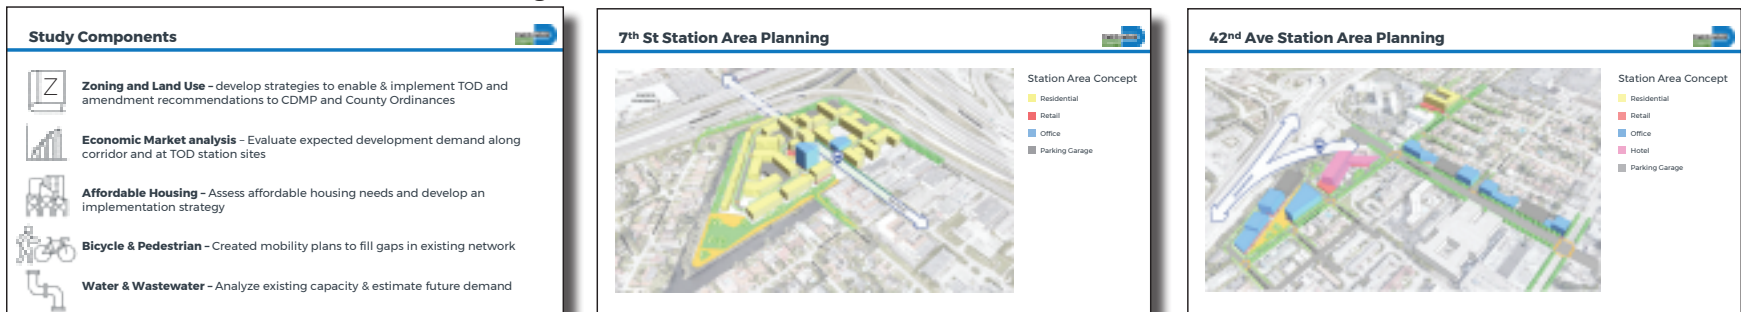 Study Components
Z
Zoning and Land Use – develop strategies to enable & implement TOD and
amendment recommendations to CDMP and County Ordinances
Economic Market analysis – Evaluate expected development demand along
corridor and at TOD station sites
Affordable Housing – Assess affordable housing needs and develop an
implementation strategy
Bicycle & Pedestrian – Created mobility plans to fill gaps in existing network
Water & Wastewater – Analyze existing capacity & estimate future demand
7th St Station Area Planning
Station Area Concept
Residential
Retail
Office
Parking Garage
42nd Ave Station Area Planning
Station Area Concept
Residential
Retail
Office
Hotel
Parking Garage